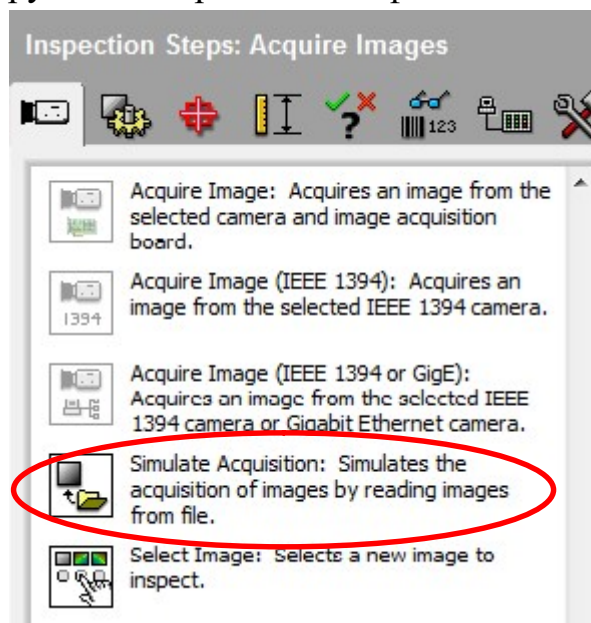 Inspection Steps: Acquire Images
123
Acquire Image: Acquires an image from the
selected camera and image acquisition
board.
Acquire Image (IEEE 1394): Acquires an
image from the selected IEEE 1394 camera.
1394
Acquire Image (IEEE 1394 or GigE):
Acquires an image from the selected IEEE
1394 camera or Gigabit Ethernet camera.
Simulate Acquisition: Simulates the
acquisition of images by reading images
from file.
Select Image: Selects a new image to
inspect.